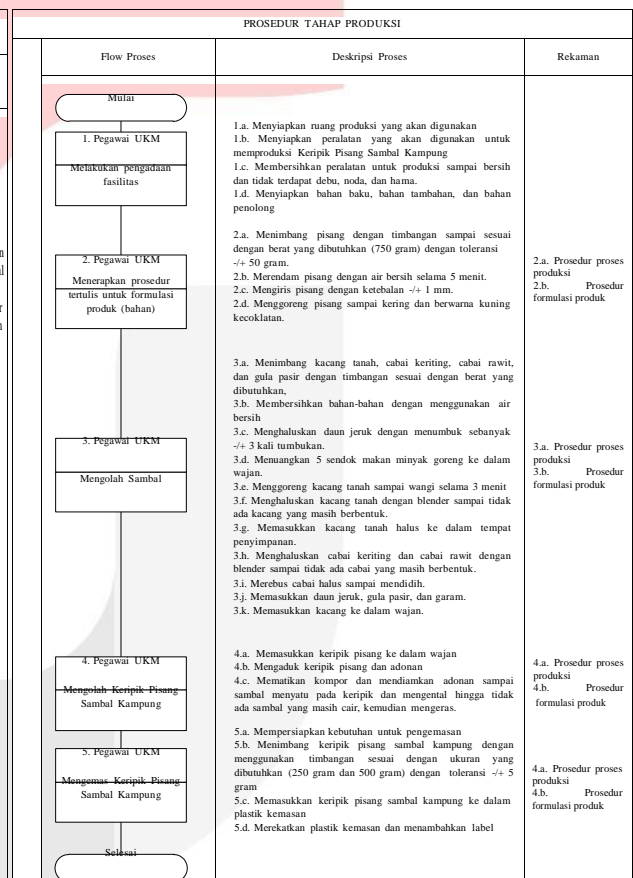 PROSEDUR TAHAP PRODUKSI
Flow Proses
Deskripsi Proses
Rekaman
Mulai
1. Pegawai UKM
Melakukan pengadaan
fasilitas
1.a. Menyiapkan ruang produksi yang akan digunakan
1.b. Menyiapkan peralatan yang akan digunakan untuk
memproduksi Keripik Pisang Sambal Kampung
1.c. Membersihkan peralatan untuk produksi sampai bersih
dan tidak terdapat debu, noda, dan hama.
1.d. Menyiapkan bahan baku, bahan tambahan, dan bahan
penolong
2. Pegawai UKM
Menerapkan prosedur
tertulis untuk formulasi
produk (bahan)
2.a. Menimbang pisang dengan timbangan sampai sesuai
dengan berat yang dibutuhkan (750 gram) dengan toleransi
-/+ 50 gram.
2.b. Merendam pisang dengan air bersih selama 5 menit.
2.c. Mengiris pisang dengan ketebalan -/+ 1 mm.
2.d. Menggoreng pisang sampai kering dan berwarna kuning
kecoklatan.
2.a. Prosedur proses
produksi
2.b. Prosedur
formulasi produk
3. Pegawai UKM
Mengolah Sambal
3.a. Menimbang kacang tanah, cabai keriting, cabai rawit,
dan gula pasir dengan timbangan sesuai dengan berat yang
dibutuhkan,
3.b. Membersihkan bahan-bahan dengan menggunakan air
bersih
3.c. Menghaluskan daun jeruk dengan menumbuk sebanyak
-/+ 3 kali tumbukan.
3.d. Menuangkan 5 sendok makan minyak goreng ke dalam
wajan.
3.e. Menggoreng kacang tanah sampai wangi selama 3 menit
3.f. Menghaluskan kacang tanah dengan blender sampai tidak
ada kacang yang masih berbentuk.
3.g. Memasukkan kacang tanah halus ke dalam tempat
penyimpanan.
3.h. Menghaluskan cabai keriting dan cabai rawit dengan
blender sampai tidak ada cabai yang masih berbentuk.
3.i. Merebus cabai halus sampai mendidih.
3.j. Memasukkan daun jeruk, gula pasir, dan garam.
3.k. Memasukkan kacang ke dalam wajan.
3.a. Prosedur proses
produksi
3.b. Prosedur
formulasi produk
4. Pegawai UKM
Mengolah Keripik Pisang
Sambal Kampung
4.a. Memasukkan keripik pisang ke dalam wajan
4.b. Mengaduk keripik pisang dan adonan
4.c. Mematikan kompor dan mendiamkan adonan sampai
sambal menyatu pada keripik dan mengental hingga tidak
ada sambal yang masih cair, kemudian mengeras.
4.a. Prosedur proses
produksi
4.b. Prosedur
formulasi produk
5. Pegawai UKM
Mengemas Keripik Pisang
Sambal Kampung
5.a. Mempersiapkan kebutuhan untuk pengemasan
5.b. Menimbang keripik pisang sambal kampung dengan
menggunakan timbangan sesuai dengan ukuran yang
dibutuhkan (250 gram dan 500 gram) dengan toleransi -/+ 5
gram
5.c. Memasukkan keripik pisang sambal kampung ke dalam
plastik kemasan
5.d. Merekatkan plastik kemasan dan menambahkan label
4.a. Prosedur proses
produksi
4.b. Prosedur
formulasi produk
Selesai